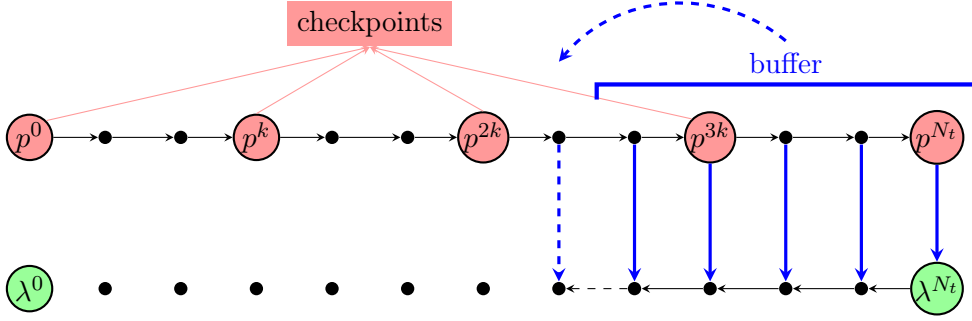 checkpoints
buffer
p^0
p^k
p^{2k}
p^{3k}
p^{N_t}
λ^0
λ^{N_t}